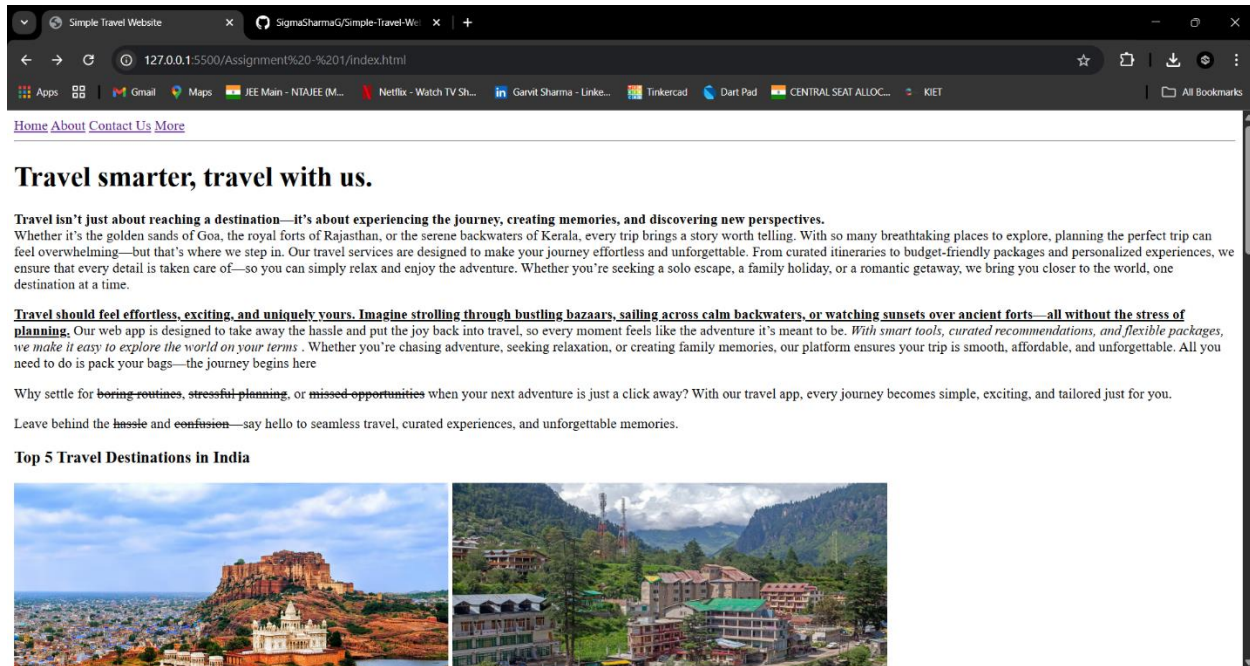 Simple Travel Website
SigmaSharmaG/Simple-Travel-We
127.0.0.1:5500/Assignment%20-%201/index.html
Apps Gmail Maps JEE Main - NTAJEE (M... Netflix - Watch TV Sh... Garvit Sharma - Linke... Tinkercad Dart Pad CENTRAL SEAT ALLOC... KIET All Bookmarks
Home About Contact Us More
Travel smarter, travel with us.
Travel isn’t just about reaching a destination—it’s about experiencing the journey, creating memories, and discovering new perspectives.
Whether it’s the golden sands of Goa, the royal forts of Rajasthan, or the serene backwaters of Kerala, every trip brings a story worth telling. With so many breathtaking places to explore, planning the perfect trip can
feel overwhelming—but that’s where we step in. Our travel services are designed to make your journey effortless and unforgettable. From curated itineraries to budget-friendly packages and personalized experiences, we
ensure that every detail is taken care of—so you can simply relax and enjoy the adventure. Whether you’re seeking a solo escape, a family holiday, or a romantic getaway, we bring you closer to the world, one
destination at a time.
Travel should feel effortless, exciting, and uniquely yours. Imagine strolling through bustling bazaars, sailing across calm backwaters, or watching sunsets over ancient forts—all without the stress of
planning. Our web app is designed to take away the hassle and put the joy back into travel, so every moment feels like the adventure it’s meant to be. With smart tools, curated recommendations, and flexible packages,
we make it easy to explore the world on your terms . Whether you’re chasing adventure, seeking relaxation, or creating family memories, our platform ensures your trip is smooth, affordable, and unforgettable. All you
need to do is pack your bags—the journey begins here
Why settle for boring routines, stressful planning, or missed opportunities when your next adventure is just a click away? With our travel app, every journey becomes simple, exciting, and tailored just for you.
Leave behind the hassle and confusion—say hello to seamless travel, curated experiences, and unforgettable memories.
Top 5 Travel Destinations in India